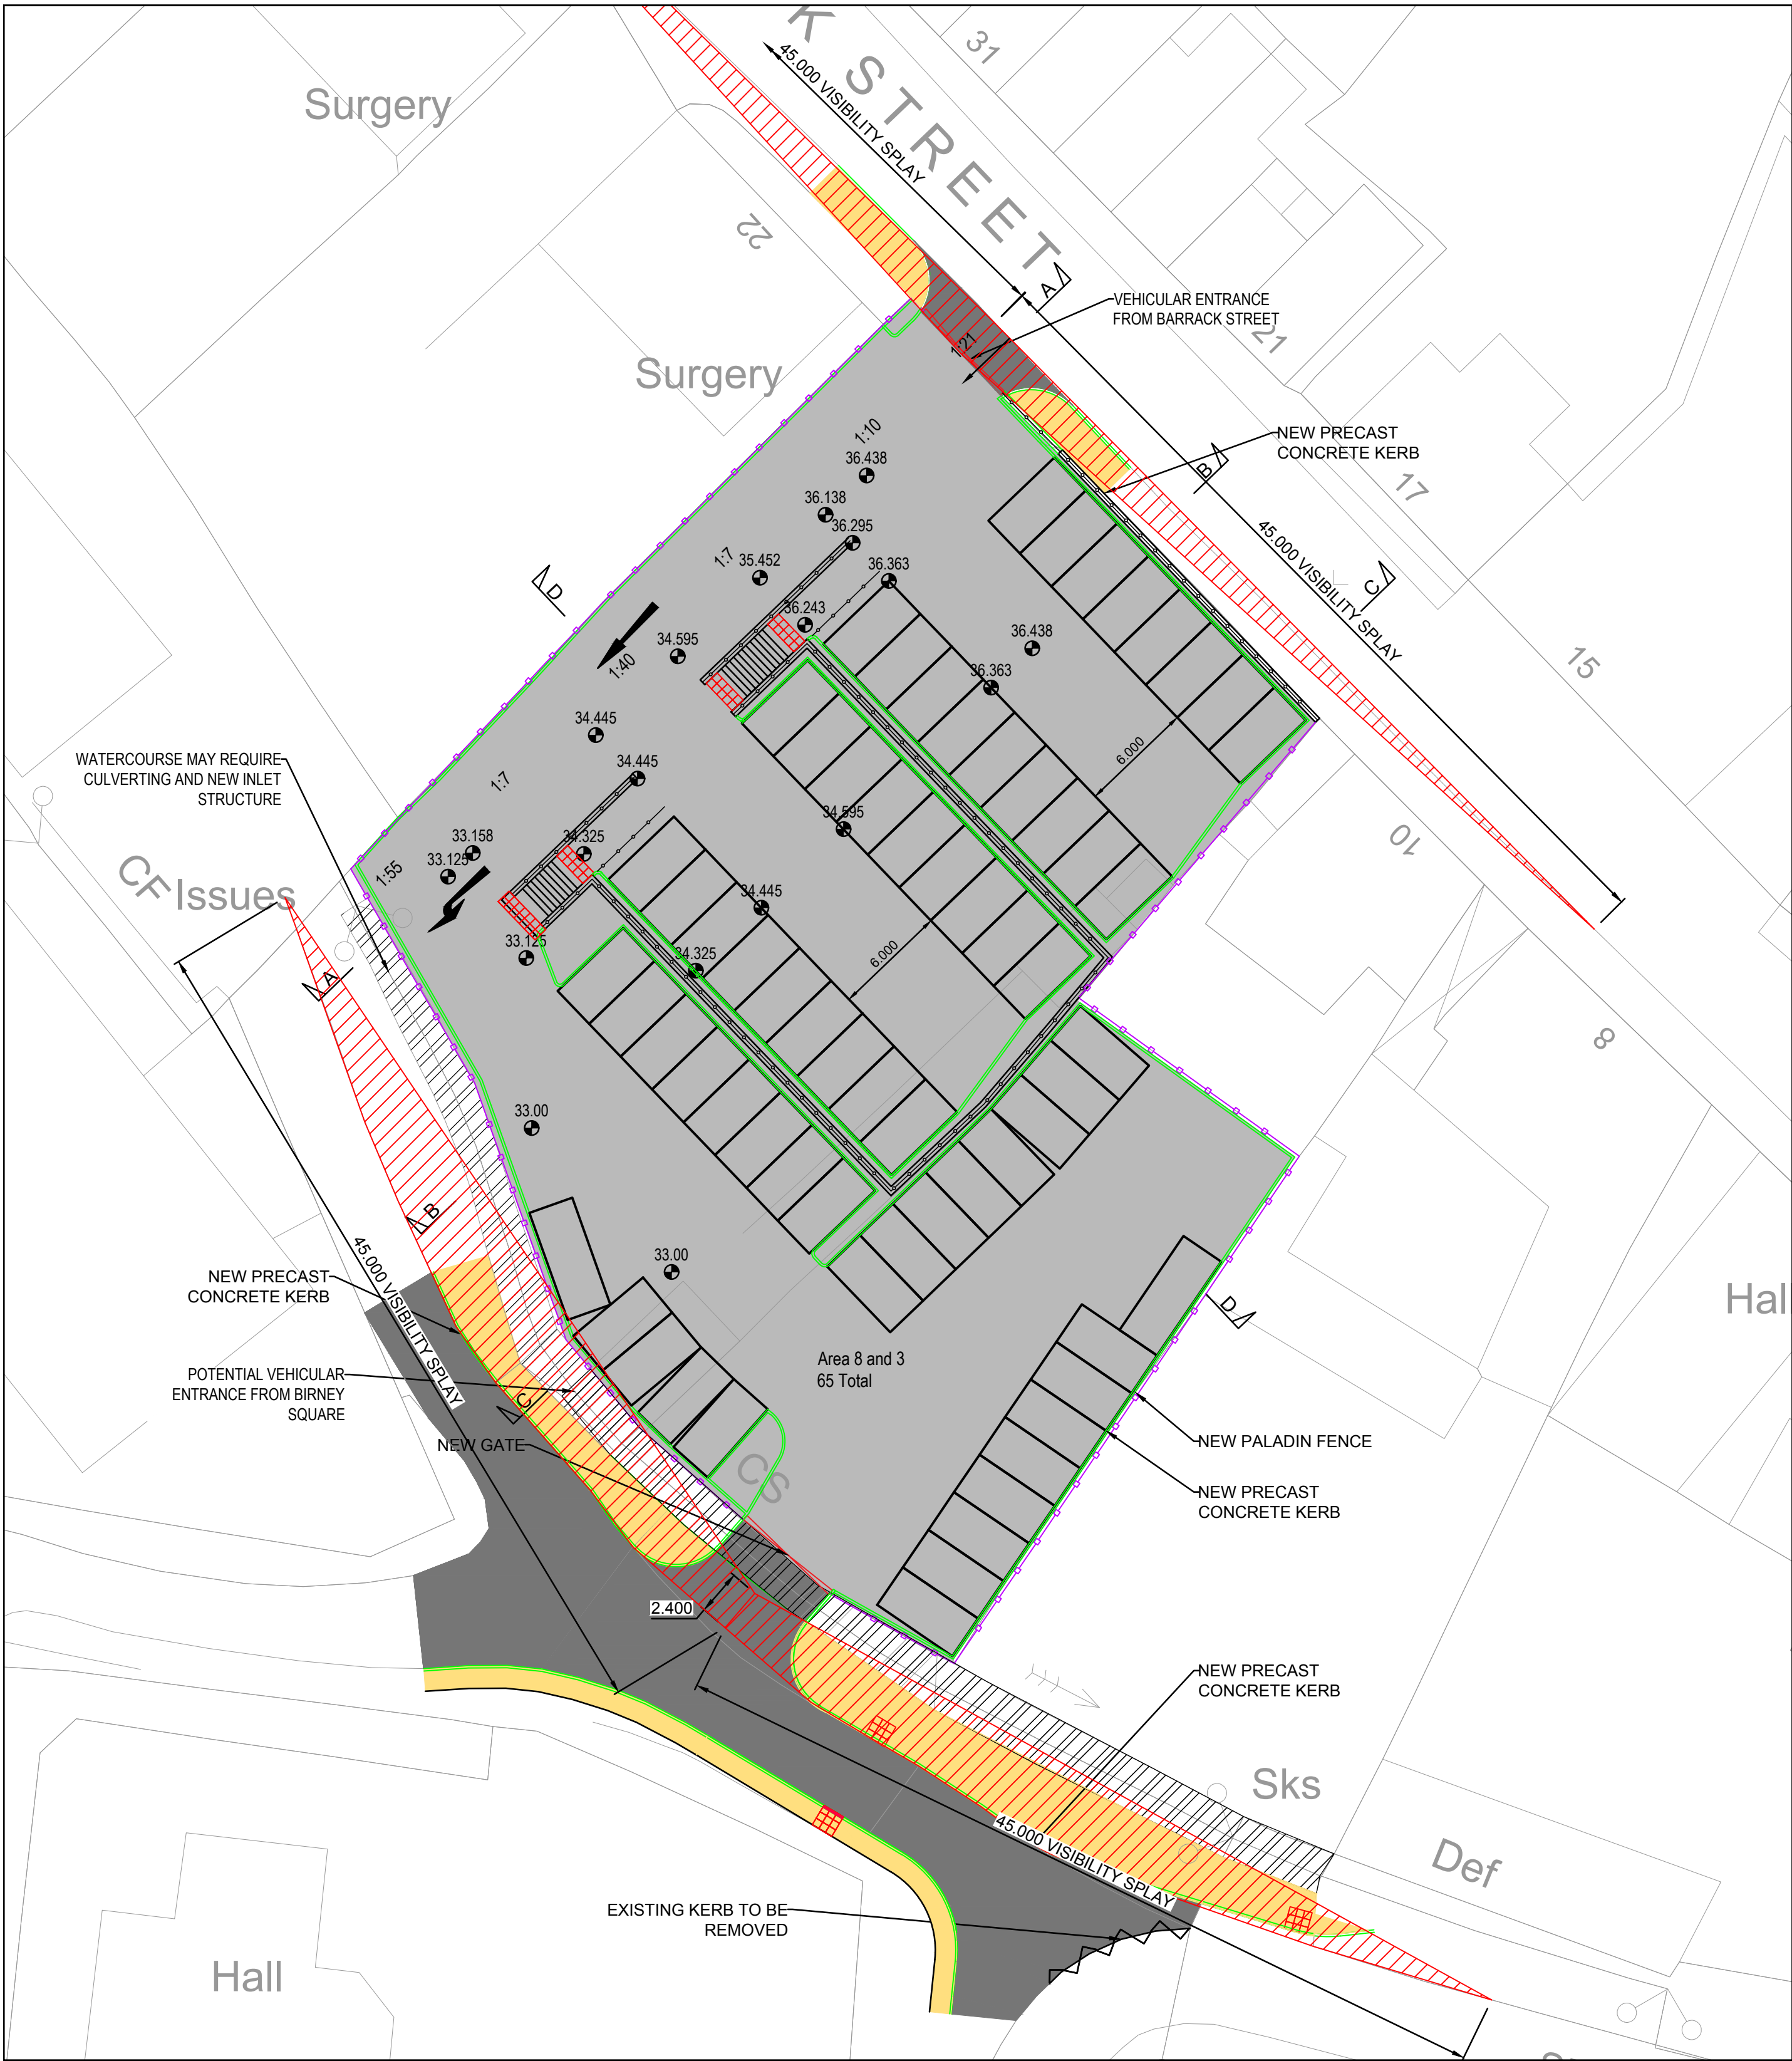 K STREET
31
45.000 VISIBILITY SPLAY
Surgery
22
A
VEHICULAR ENTRANCE
FROM BARRACK STREET
21
1:21
Surgery
1:10
36.438
NEW PRECAST
CONCRETE KERB
B
17
36.138
36.295
1:7
35.452
36.363
45.000 VISIBILITY SPLAY
C
D
36.243
34.595
36.438
1:40
36.363
15
34.445
6.000
WATERCOURSE MAY REQUIRE
CULVERTING AND NEW INLET
STRUCTURE
34.445
1:7
34.595
10
33.158
34.325
33.125
1:55
CF
Issues
34.445
33.125
34.325
6.000
A
8
33.00
B
45.000 VISIBILITY SPLAY
33.00
NEW PRECAST
CONCRETE KERB
D
Hall
Area 8 and 3
65 Total
POTENTIAL VEHICULAR
ENTRANCE FROM BIRNEY
SQUARE
C
NEW GATE
CS
NEW PALADIN FENCE
NEW PRECAST
CONCRETE KERB
2.400
NEW PRECAST
CONCRETE KERB
Sks
45.000 VISIBILITY SPLAY
Def
EXISTING KERB TO BE
REMOVED
Hall